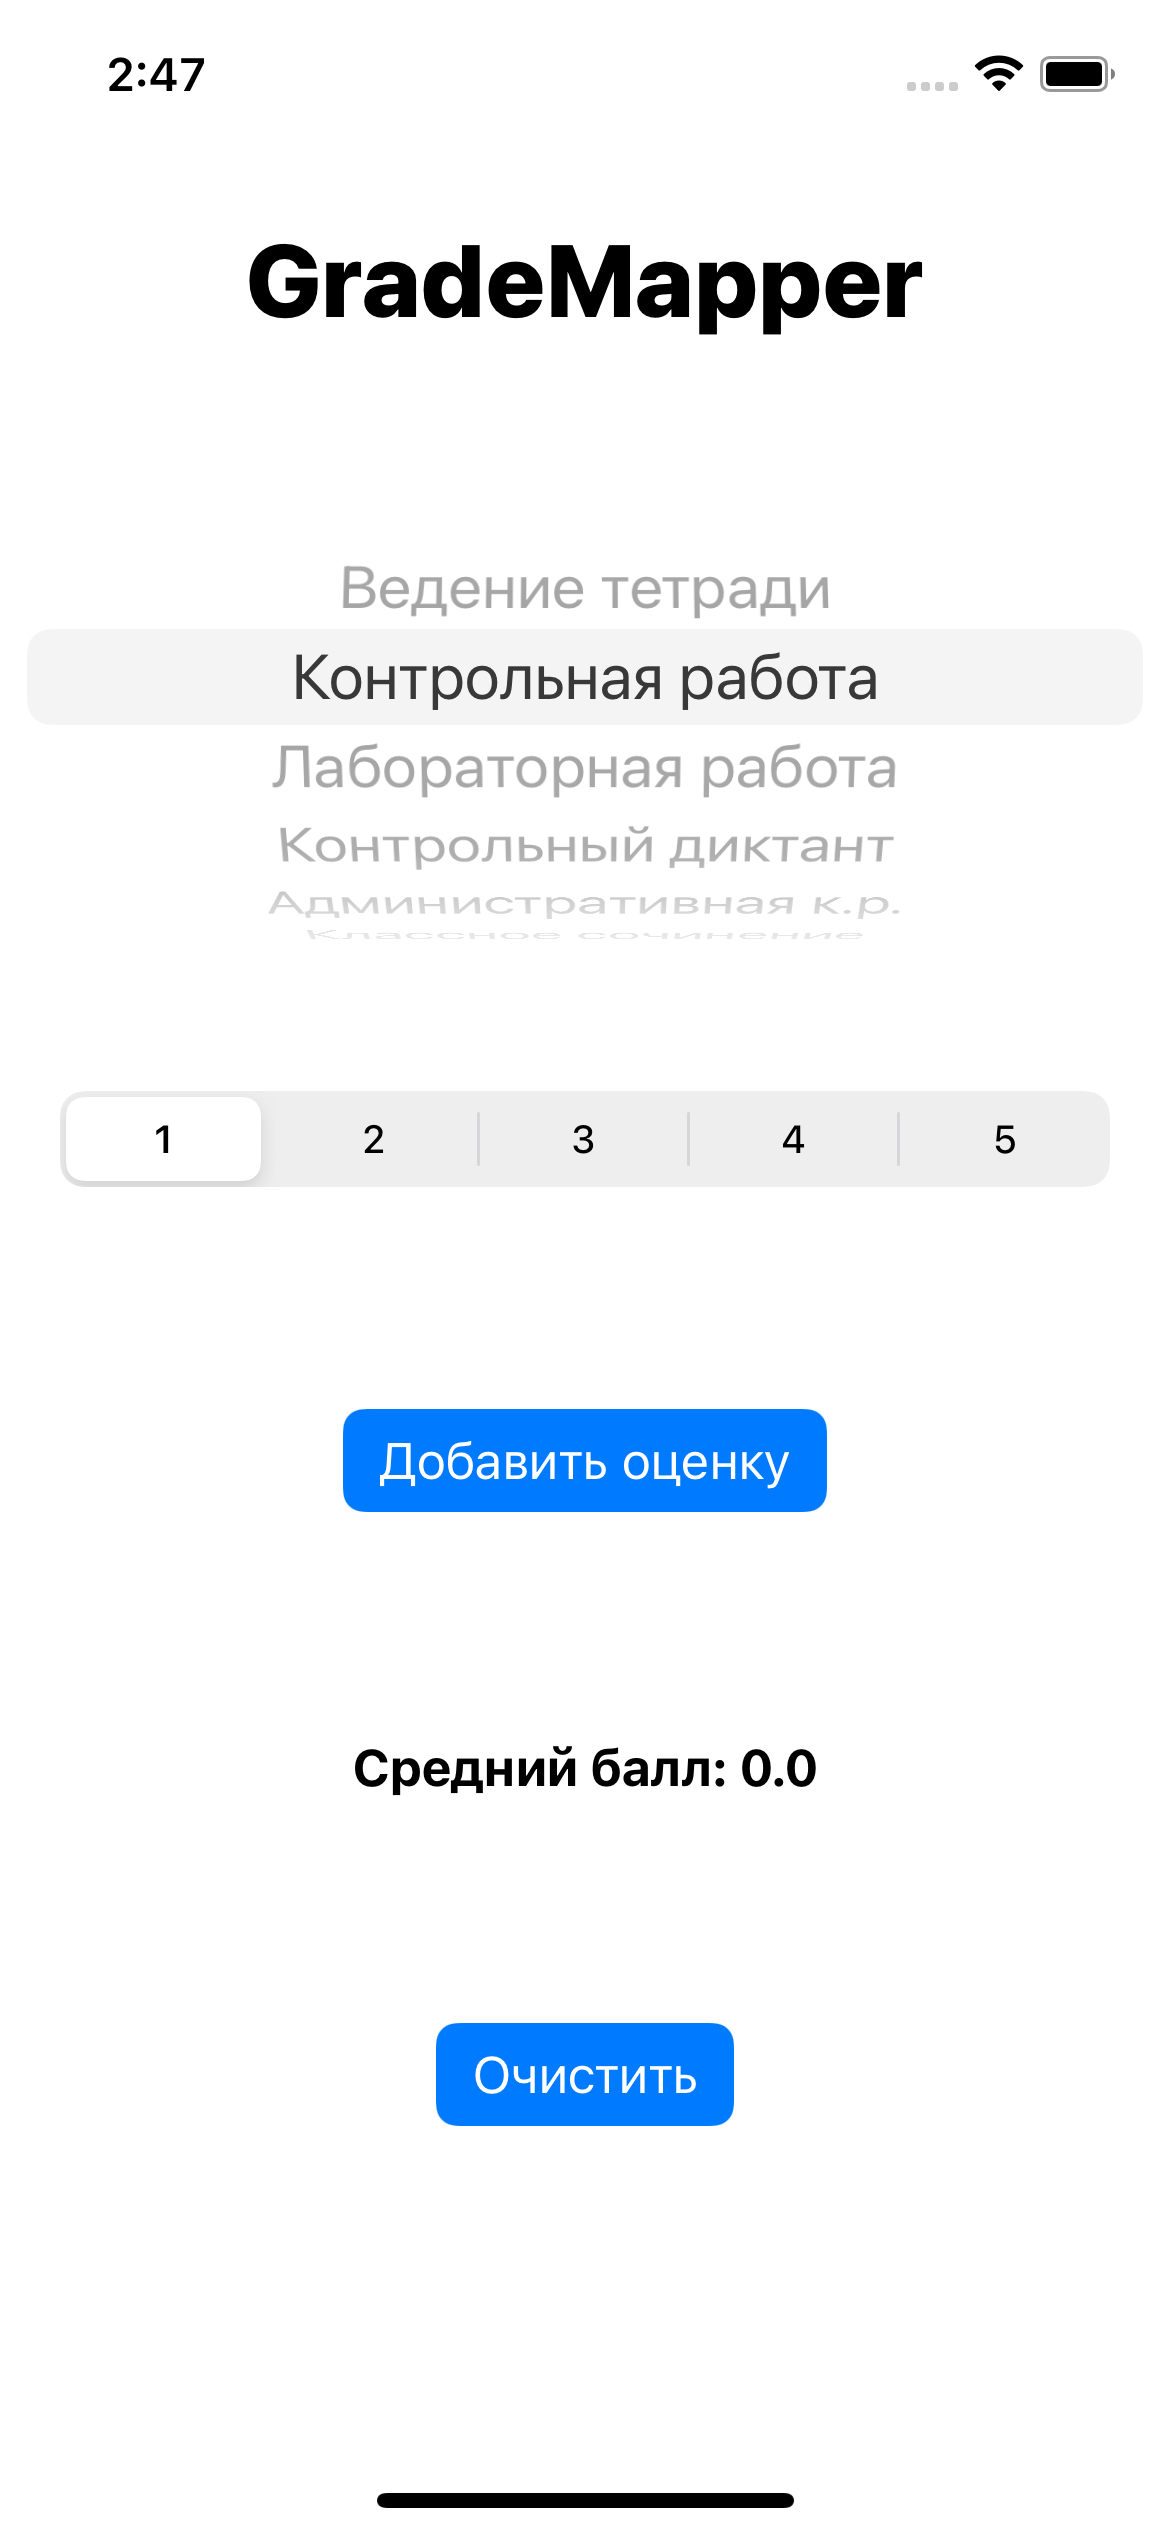 2:47
GradeMapper
Ведение тетради
Контрольная работа
Лабораторная работа
Контрольный диктант
Административная к.р.
Классное сочинение
1 2 3 4 5
Добавить оценку
Средний балл: 0.0
Очистить